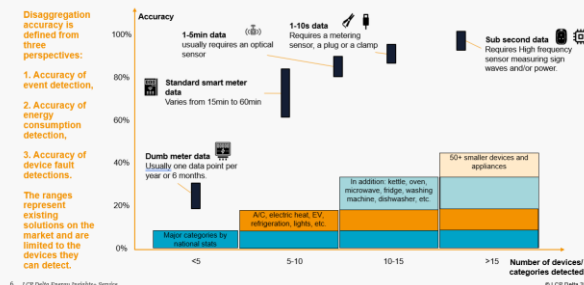 Disaggregation
accuracy is
defined from
three
perspectives:
1. Accuracy of
event detection,
2. Accuracy of
energy
consumption
detection,
3. Accuracy of
device fault
detections.
The ranges
represent
existing
solutions on the
market and are
limited to the
devices they
can detect.
Accuracy
100%
80%
60%
40%
20%
0%
1-5min data
usually requires an optical
sensor
1-10s data
Requires a metering
sensor, a plug or a clamp
Sub second data
Requires High frequency
sensor measuring sign
waves and/or power.
Standard smart meter
data
Varies from 15min to 60min
Dumb meter data
Usually one data point per
year or 6 months.
Major categories by
national stats
A/C, electric heat, EV,
refrigeration, lights, etc.
In addition: kettle, oven,
microwave, fridge, washing
machine, dishwasher, etc.
50+ smaller devices and
appliances
<5
5-10
10-15
>15
Number of devices/
categories detected
6 LCP Delta Energy Insights+ Service